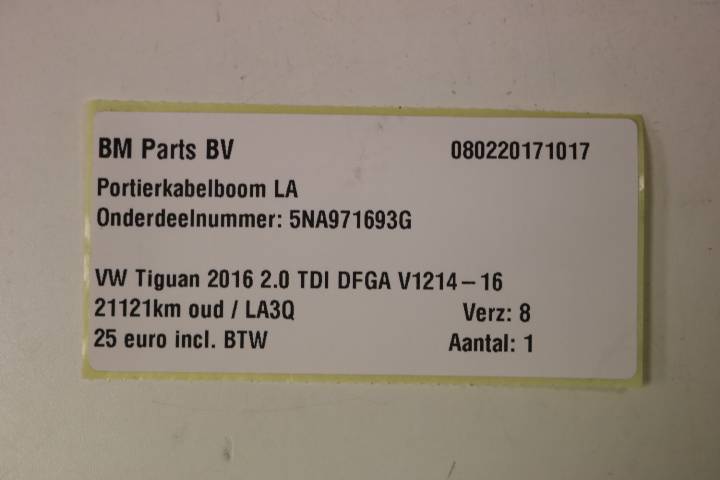 BM Parts BV 080220171017
Portierkabelboom LA
Onderdeelnummer: 5NA971693G
VW Tiguan 2016 2.0 TDI DFGA V1214-16
21121km oud / LA3Q Verz: 8
25 euro incl. BTW Aantal: 1